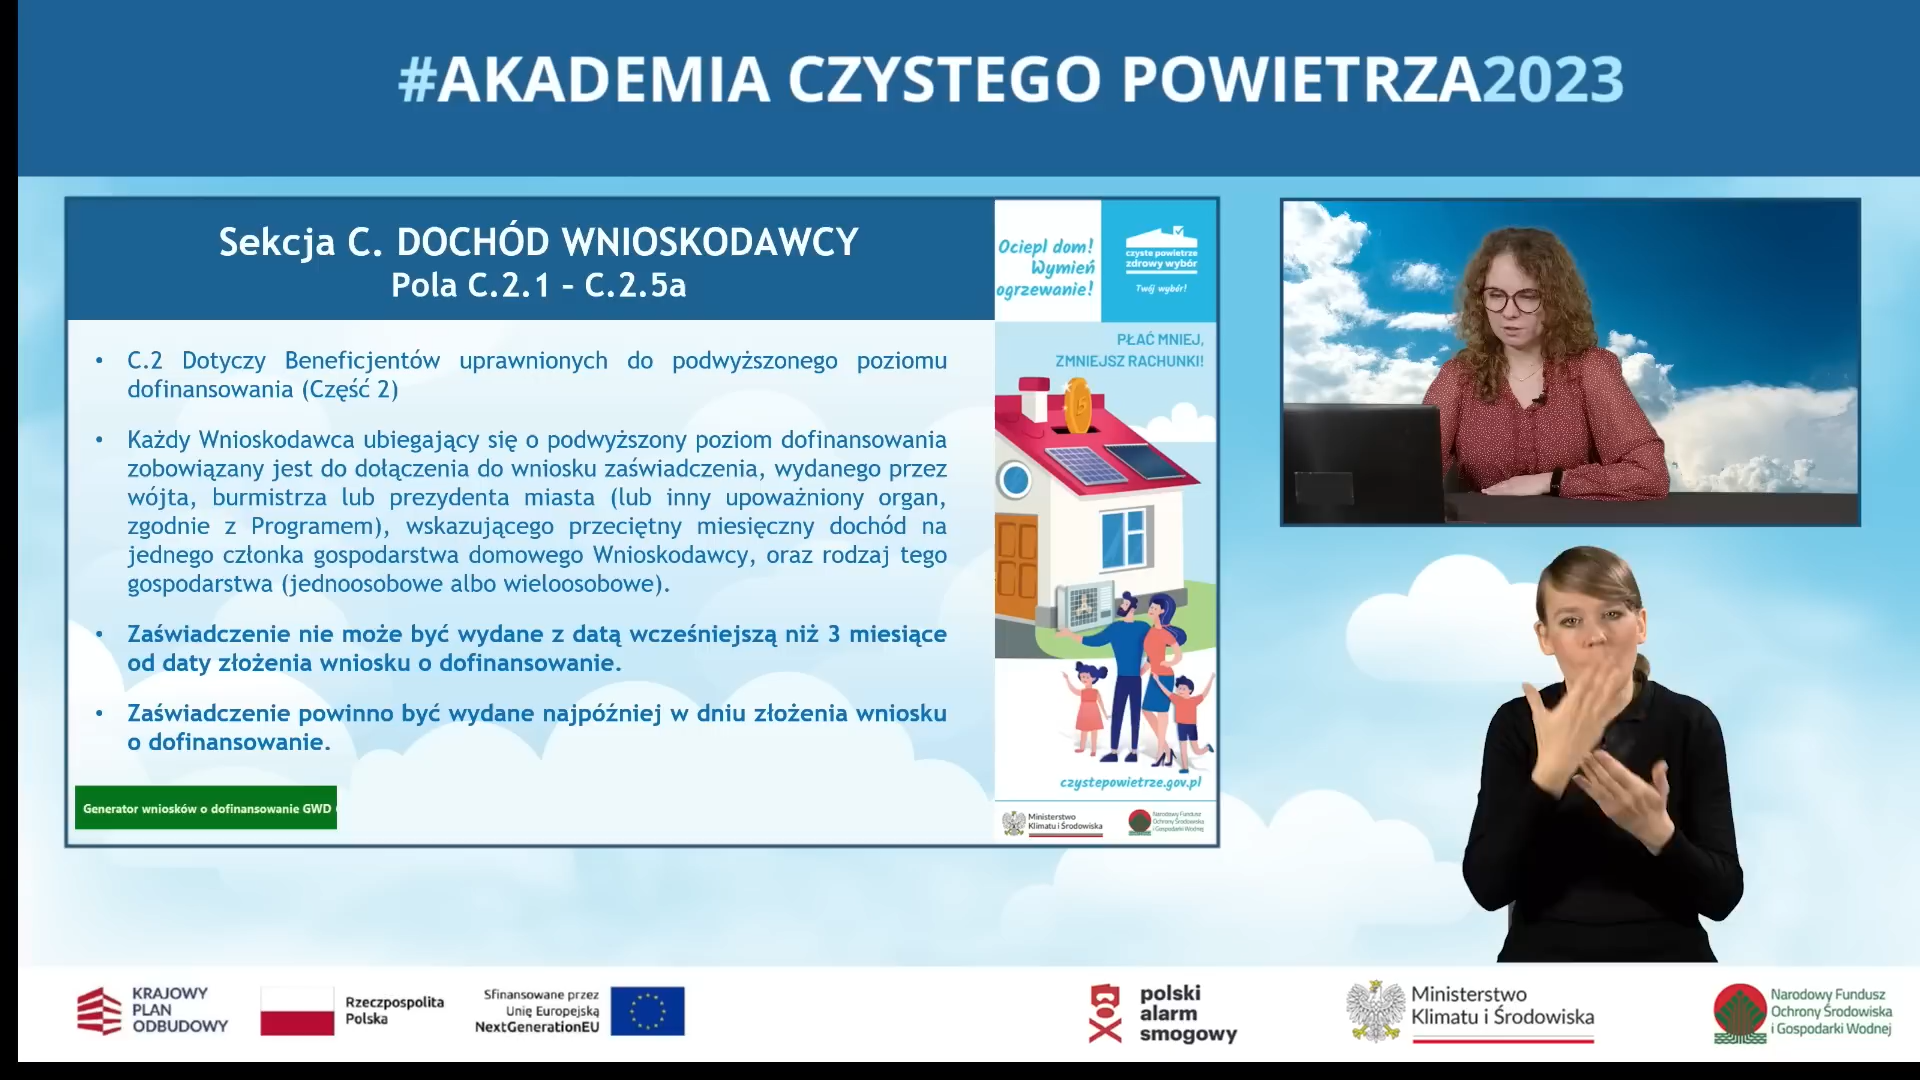 #AKADEMIA CZYSTEGO POWIETRZA2023
Sekcja C. DOCHÓD WNIOSKODAWCY
Pola C.2.1 – C.2.5a
• C.2 Dotyczy Beneficjentów uprawnionych do podwyższonego poziomu
dofinansowania (Część 2)
• Każdy Wnioskodawca ubiegający się o podwyższony poziom dofinansowania
zobowiązany jest do dołączenia do wniosku zaświadczenia, wydanego przez
wójta, burmistrza lub prezydenta miasta (lub inny upoważniony organ,
zgodnie z Programem), wskazującego przeciętny miesięczny dochód na
jednego członka gospodarstwa domowego Wnioskodawcy, oraz rodzaj tego
gospodarstwa (jednoosobowe albo wieloosobowe).
• Zaświadczenie nie może być wydane z datą wcześniejszą niż 3 miesiące
od daty złożenia wniosku o dofinansowanie.
• Zaświadczenie powinno być wydane najpóźniej w dniu złożenia wniosku
o dofinansowanie.
Generator wniosków o dofinansowanie GWD
Ociepl dom!
Wymień
ogrzewanie!
czyste powietrze
zdrowy wybór
Twój wybór!
PŁAĆ MNIEJ,
ZMNIEJSZ RACHUNKI!
czystepowietrze.gov.pl
Ministerstwo
Klimatu i Środowiska
Narodowy Fundusz
Ochrony Środowiska
i Gospodarki Wodnej
KRAJOWY
PLAN
ODBUDOWY
Rzeczpospolita
Polska
Sfinansowane przez
Unię Europejską
NextGenerationEU
polski
alarm
smogowy
Ministerstwo
Klimatu i Środowiska
Narodowy Fundusz
Ochrony Środowiska
i Gospodarki Wodnej